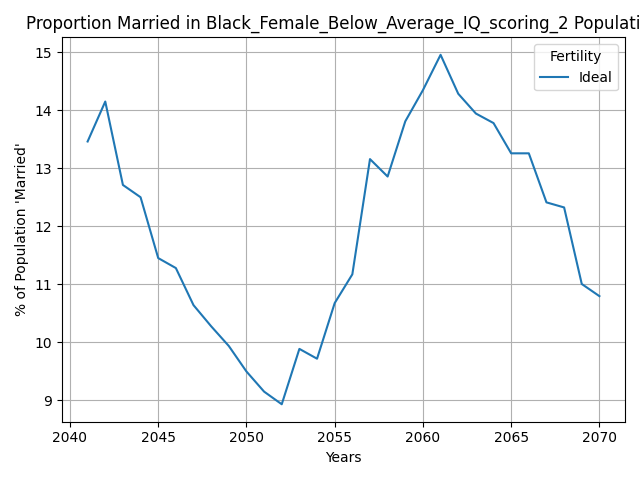 Proportion Married in Black_Female_Below_Average_IQ_scoring_2 Populati
Fertility
Ideal
% of Population 'Married'
15
14
13
12
11
10
9
2040 2045 2050 2055 2060 2065 2070
Years